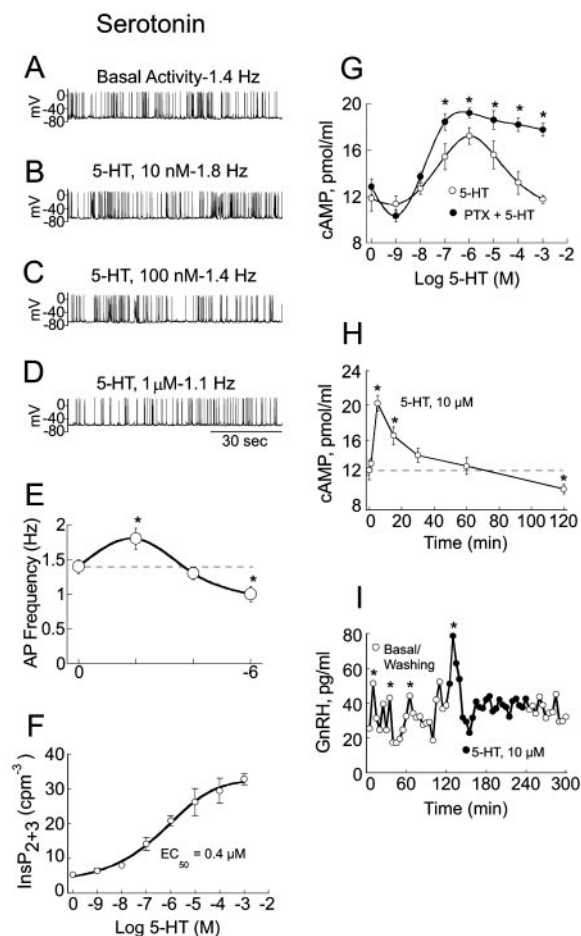 Serotonin
A
Basal Activity-1.4 Hz
mV
0
-40
-80
B
5-HT, 10 nM-1.8 Hz
mV
0
-40
-80
C
5-HT, 100 nM-1.4 Hz
mV
0
-40
-80
D
5-HT, 1 μM-1.1 Hz
mV
0
-40
-80
30 sec
E
AP Frequency (Hz)
2
1.4
1
0
*
*
0
-6
F
InsP2+3 (cpm-3)
40
30
20
10
0
EC50 = 0.4 μM
0 -9 -8 -7 -6 -5 -4 -3 -2
Log 5-HT (M)
G
cAMP, pmol/ml
20
16
12
8
* * * * *
5-HT
PTX + 5-HT
0 -9 -8 -7 -6 -5 -4 -3 -2
Log 5-HT (M)
H
cAMP, pmol/ml
24
20
16
12
8
*
5-HT, 10 μM
*
*
0 20 40 60 80 100 120
Time (min)
I
GnRH, pg/ml
80
60
40
20
0
Basal/
Washing
*
* * *
5-HT, 10 μM
0 60 120 180 240 300
Time (min)